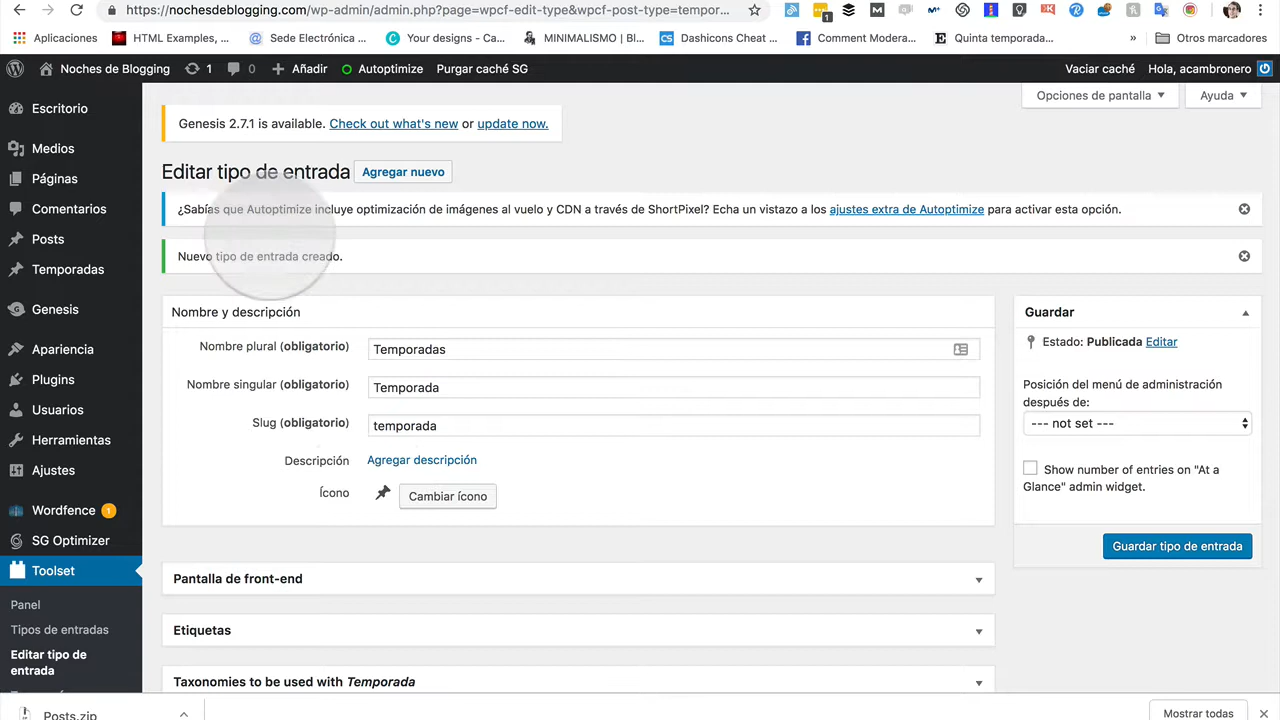 https://nochesdeblogging.com/wp-admin/admin.php?page=wpcf-edit-type&wpcf-post-type=tempor...
1
Aplicaciones
HTML Examples, ...
Sede Electrónica ...
Your designs - Ca...
MINIMALISMO | Bl...
Dashicons Cheat ...
Comment Modera...
Quinta temporada...
»
Otros marcadores
Noches de Blogging
1
0
+ Añadir
Autoptimize
Purgar caché SG
Vaciar caché
Hola, acambronero
Opciones de pantalla
Ayuda
Escritorio
Medios
Páginas
Comentarios
Posts
Temporadas
Genesis
Apariencia
Plugins
Usuarios
Herramientas
Ajustes
Wordfence 1
SG Optimizer
Toolset
Panel
Tipos de entradas
Editar tipo de
entrada
Genesis 2.7.1 is available. Check out what's new or update now.
Editar tipo de entrada
Agregar nuevo
¿Sabías que Autoptimize incluye optimización de imágenes al vuelo y CDN a través de ShortPixel? Echa un vistazo a los ajustes extra de Autoptimize para activar esta opción.
Nuevo tipo de entrada creado.
Nombre y descripción
Nombre plural (obligatorio)
Temporadas
Nombre singular (obligatorio)
Temporada
Slug (obligatorio)
temporada
Descripción
Agregar descripción
Ícono
Cambiar ícono
Pantalla de front-end
Etiquetas
Taxonomies to be used with Temporada
Guardar
Estado: Publicada Editar
Posición del menú de administración
después de:
--- not set ---
Show number of entries on "At a
Glance" admin widget.
Guardar tipo de entrada
Posts.zip
Mostrar todas